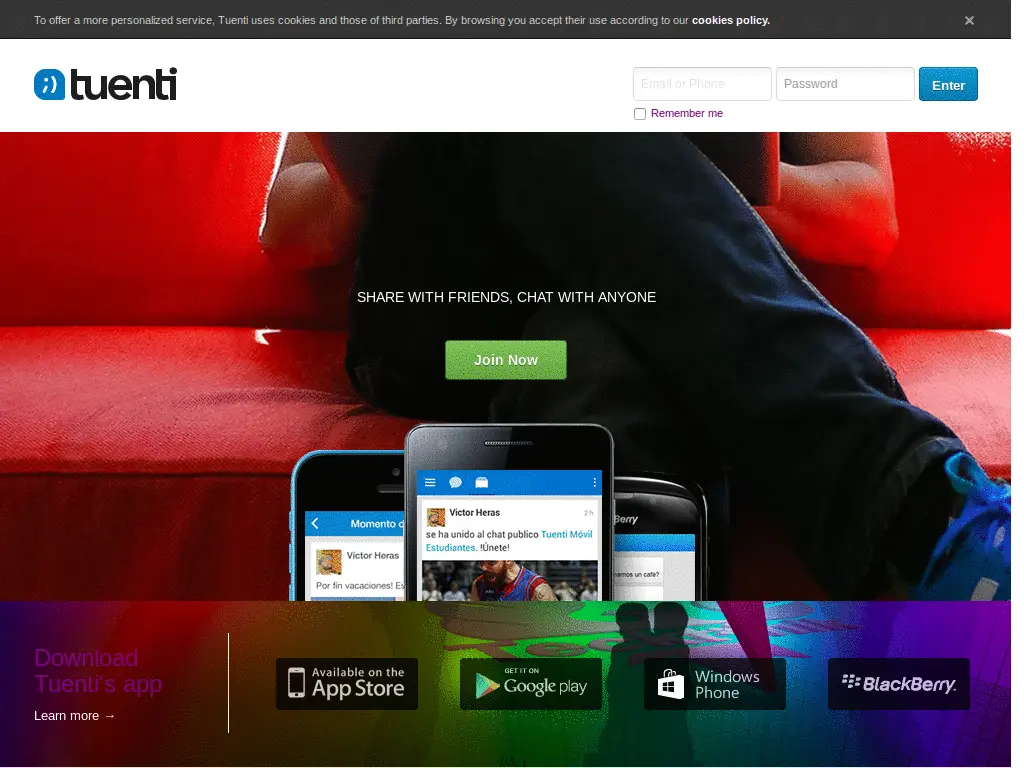 To offer a more personalized service, Tuenti uses cookies and those of third parties. By browsing you accept their use according to our cookies policy.
tuenti
Email or Phone
Password
Enter
Remember me
SHARE WITH FRIENDS, CHAT WITH ANYONE
Join Now
Victor Heras
2 h
se ha unido al chat publico Tuenti Móvil
Estudiantes. !Únete!
Momento d
Victor Heras
Por fin vacaciones! Es
Berry
namos un café?
Download
Tuenti's app
Learn more →
Available on the
App Store
GET IT ON
Google play
Windows
Phone
BlackBerry.